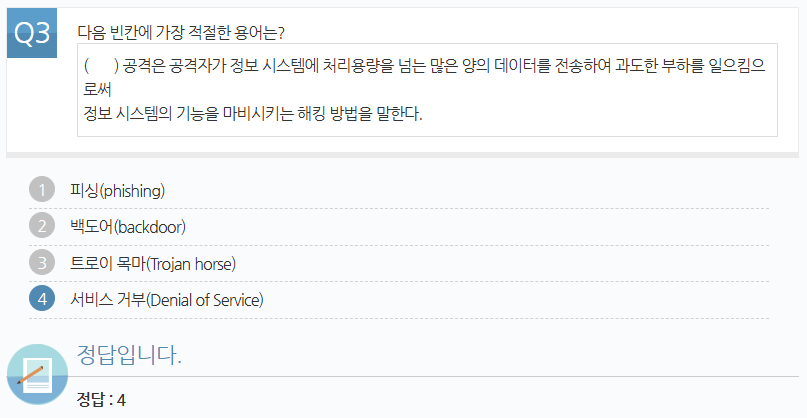 Q3
다음 빈칸에 가장 적절한 용어는?
(      ) 공격은 공격자가 정보 시스템에 처리용량을 넘는 많은 양의 데이터를 전송하여 과도한 부하를 일으킴으
로써
정보 시스템의 기능을 마비시키는 해킹 방법을 말한다.
1 피싱(phishing)
2 백도어(backdoor)
3 트로이 목마(Trojan horse)
4 서비스 거부(Denial of Service)
정답입니다.
정답 : 4